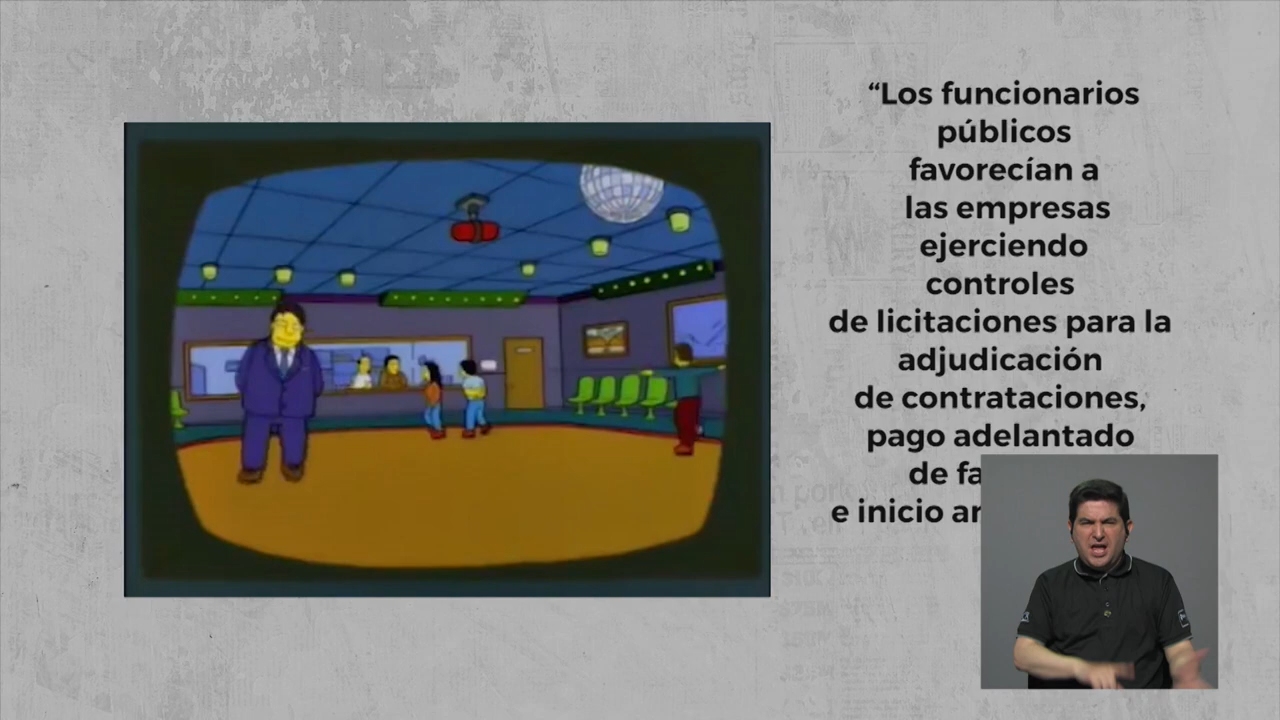 “Los funcionarios
públicos
favorecían a
las empresas
ejerciendo
controles
de licitaciones para la
adjudicación
de contrataciones,
pago adelantado
de
e inicio